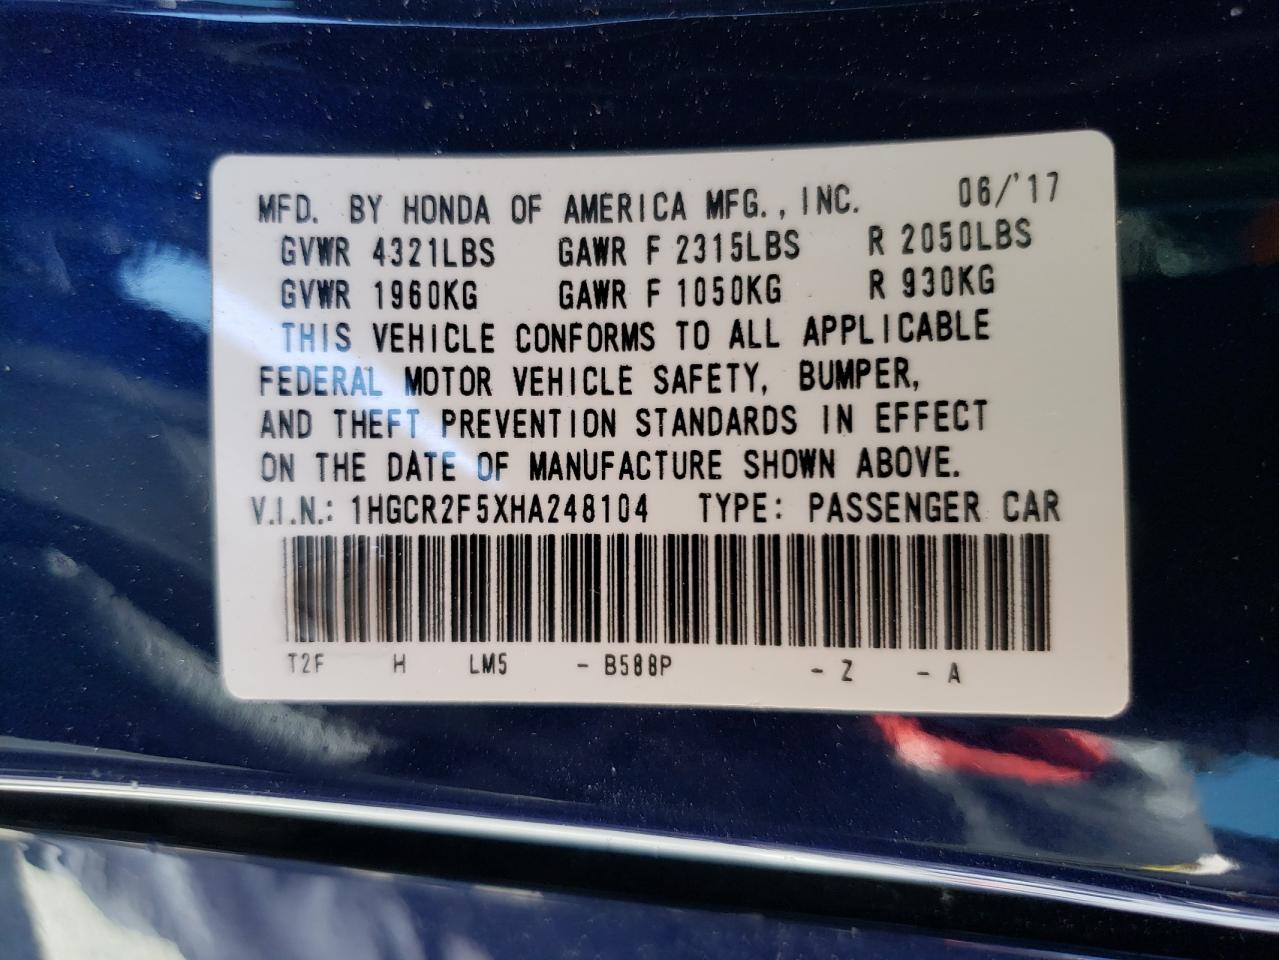 MFD. BY HONDA OF AMERICA MFG., INC. 06/'17
GVWR 4321LBS GAWR F 2315LBS R 2050LBS
GVWR 1960KG GAWR F 1050KG R 930KG
THIS VEHICLE CONFORMS TO ALL APPLICABLE
FEDERAL MOTOR VEHICLE SAFETY, BUMPER,
AND THEFT PREVENTION STANDARDS IN EFFECT
ON THE DATE OF MANUFACTURE SHOWN ABOVE.
V.I.N.: 1HGCR2F5XHA248104 TYPE: PASSENGER CAR
T2F H LM5 - B588P - Z - A